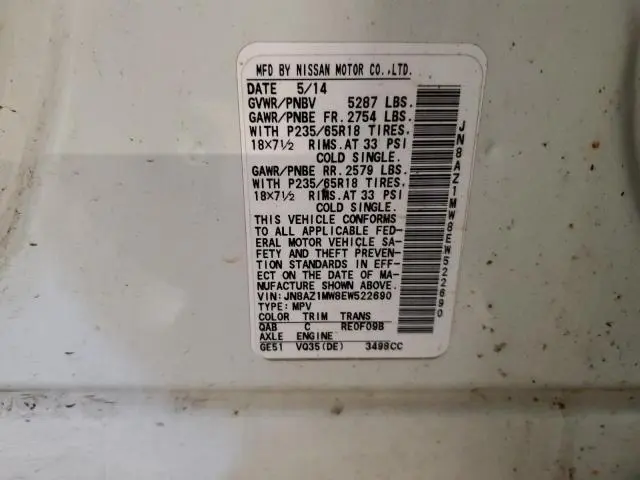 MFD BY NISSAN MOTOR CO.,LTD.
DATE 5/14
GVWR/PNBV 5287 LBS.
GAWR/PNBE FR. 2754 LBS.
WITH P235/65R18 TIRES.
18×7½ RIMS.AT 33 PSI
COLD SINGLE.
GAWR/PNBE RR. 2579 LBS.
WITH P235/65R18 TIRES.
18×7½ RIMS.AT 33 PSI
COLD SINGLE.
THIS VEHICLE CONFORMS
TO ALL APPLICABLE FED-
ERAL MOTOR VEHICLE SA-
FETY AND THEFT PREVEN-
TION STANDARDS IN EFF-
ECT ON THE DATE OF MA-
NUFACTURE SHOWN ABOVE.
VIN:JN8AZ1MW8EW522690
TYPE:MPV
COLOR TRIM TRANS
QAB C RE0F09B
AXLE ENGINE
GE51 VQ35(DE) 3498CC
JN8AZ1MW8EW522690